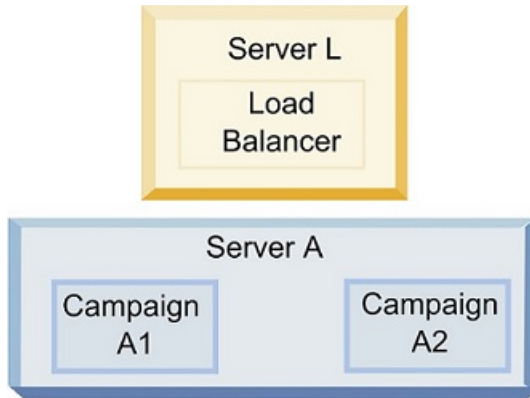 Server L
Load
Balancer
Server A
Campaign
A1
Campaign
A2